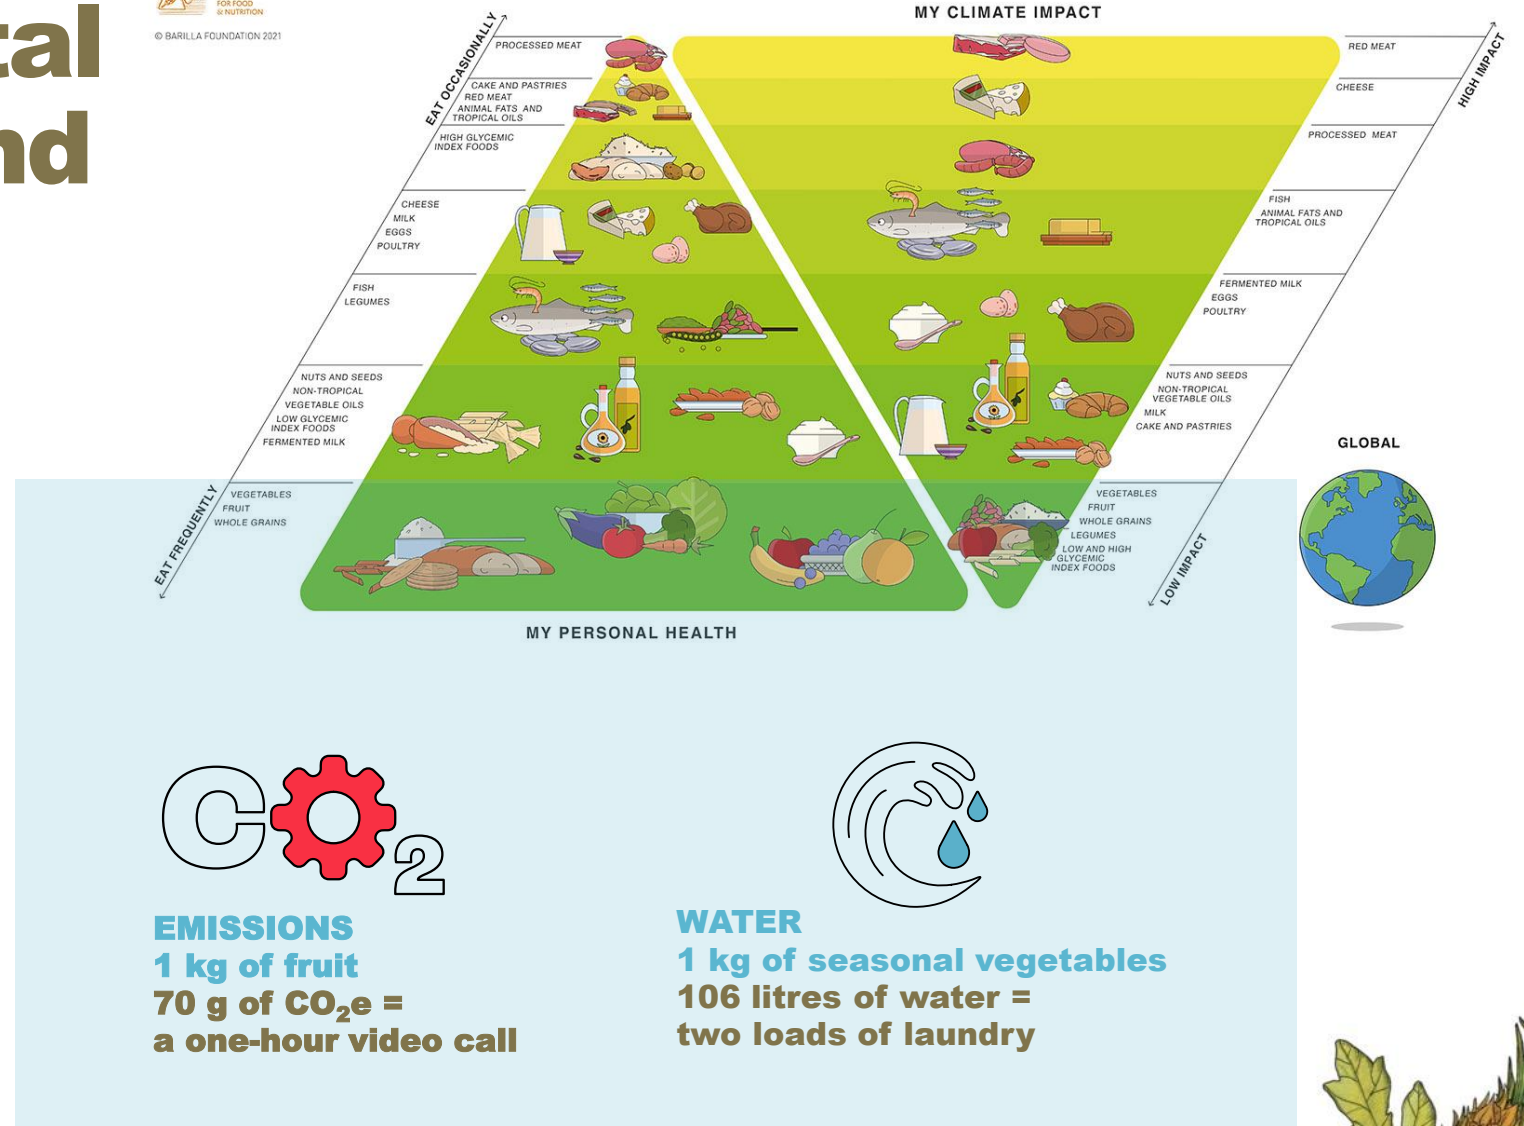 tal
nd
FOR FOOD
& NUTRITION
© BARILLA FOUNDATION 2021
MY CLIMATE IMPACT
EAT OCCASIONALLY
PROCESSED MEAT
CAKE AND PASTRIES
RED MEAT
ANIMAL FATS AND
TROPICAL OILS
HIGH GLYCEMIC
INDEX FOODS
CHEESE
MILK
EGGS
POULTRY
FISH
LEGUMES
NUTS AND SEEDS
NON-TROPICAL
VEGETABLE OILS
LOW GLYCEMIC
INDEX FOODS
FERMENTED MILK
VEGETABLES
FRUIT
WHOLE GRAINS
EAT FREQUENTLY
RED MEAT
HIGH IMPACT
CHEESE
PROCESSED MEAT
FISH
ANIMAL FATS AND
TROPICAL OILS
FERMENTED MILK
EGGS
POULTRY
NUTS AND SEEDS
NON-TROPICAL
VEGETABLE OILS
MILK
CAKE AND PASTRIES
VEGETABLES
FRUIT
WHOLE GRAINS
LEGUMES
LOW AND HIGH
GLYCEMIC
INDEX FOODS
LOW IMPACT
GLOBAL
MY PERSONAL HEALTH
CO2
EMISSIONS
1 kg of fruit
70 g of CO₂e =
a one-hour video call
WATER
1 kg of seasonal vegetables
106 litres of water =
two loads of laundry